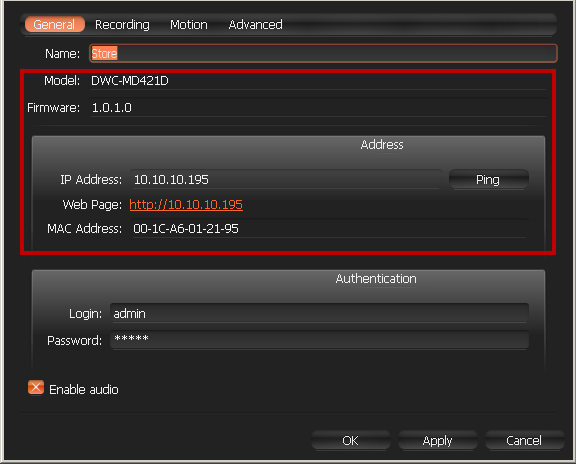 General Recording Motion Advanced
Name: Store
Model: DWC-MD421D
Firmware: 1.0.1.0
Address
IP Address: 10.10.10.195 Ping
Web Page: http://10.10.10.195
MAC Address: 00-1C-A6-01-21-95
Authentication
Login: admin
Password: *****
Enable audio
OK Apply Cancel